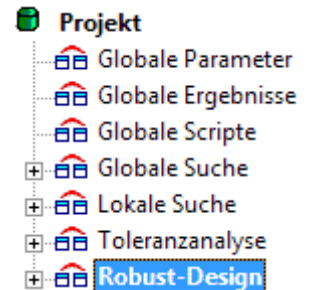 Projekt
Globale Parameter
Globale Ergebnisse
Globale Scripte
Globale Suche
Lokale Suche
Toleranzanalyse
Robust-Design